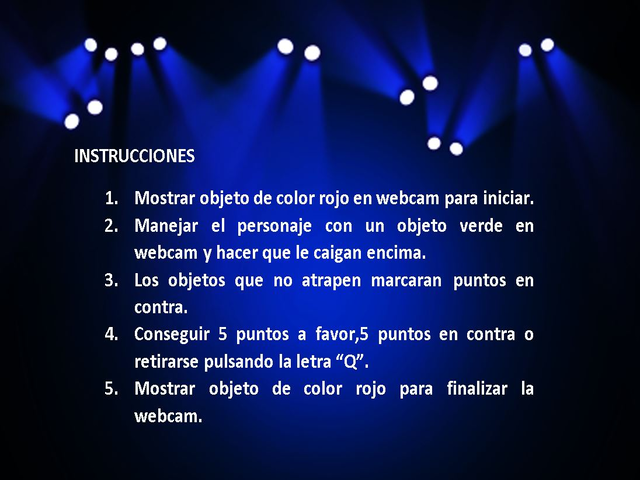 INSTRUCCIONES
1. Mostrar objeto de color rojo en webcam para iniciar.
2. Manejar el personaje con un objeto verde en
webcam y hacer que le caigan encima.
3. Los objetos que no atrapen marcaran puntos en
contra.
4. Conseguir 5 puntos a favor,5 puntos en contra o
retirarse pulsando la letra “Q”.
5. Mostrar objeto de color rojo para finalizar la
webcam.